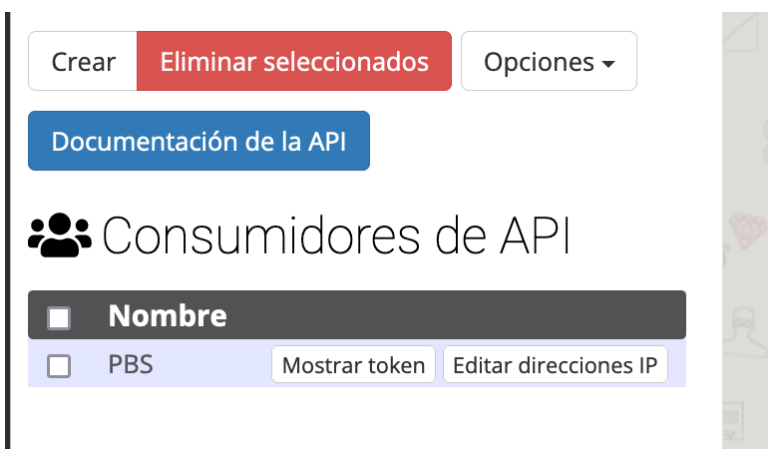 Crear Eliminar seleccionados Opciones
Documentación de la API
Consumidores de API
Nombre
PBS Mostrar token Editar direcciones IP